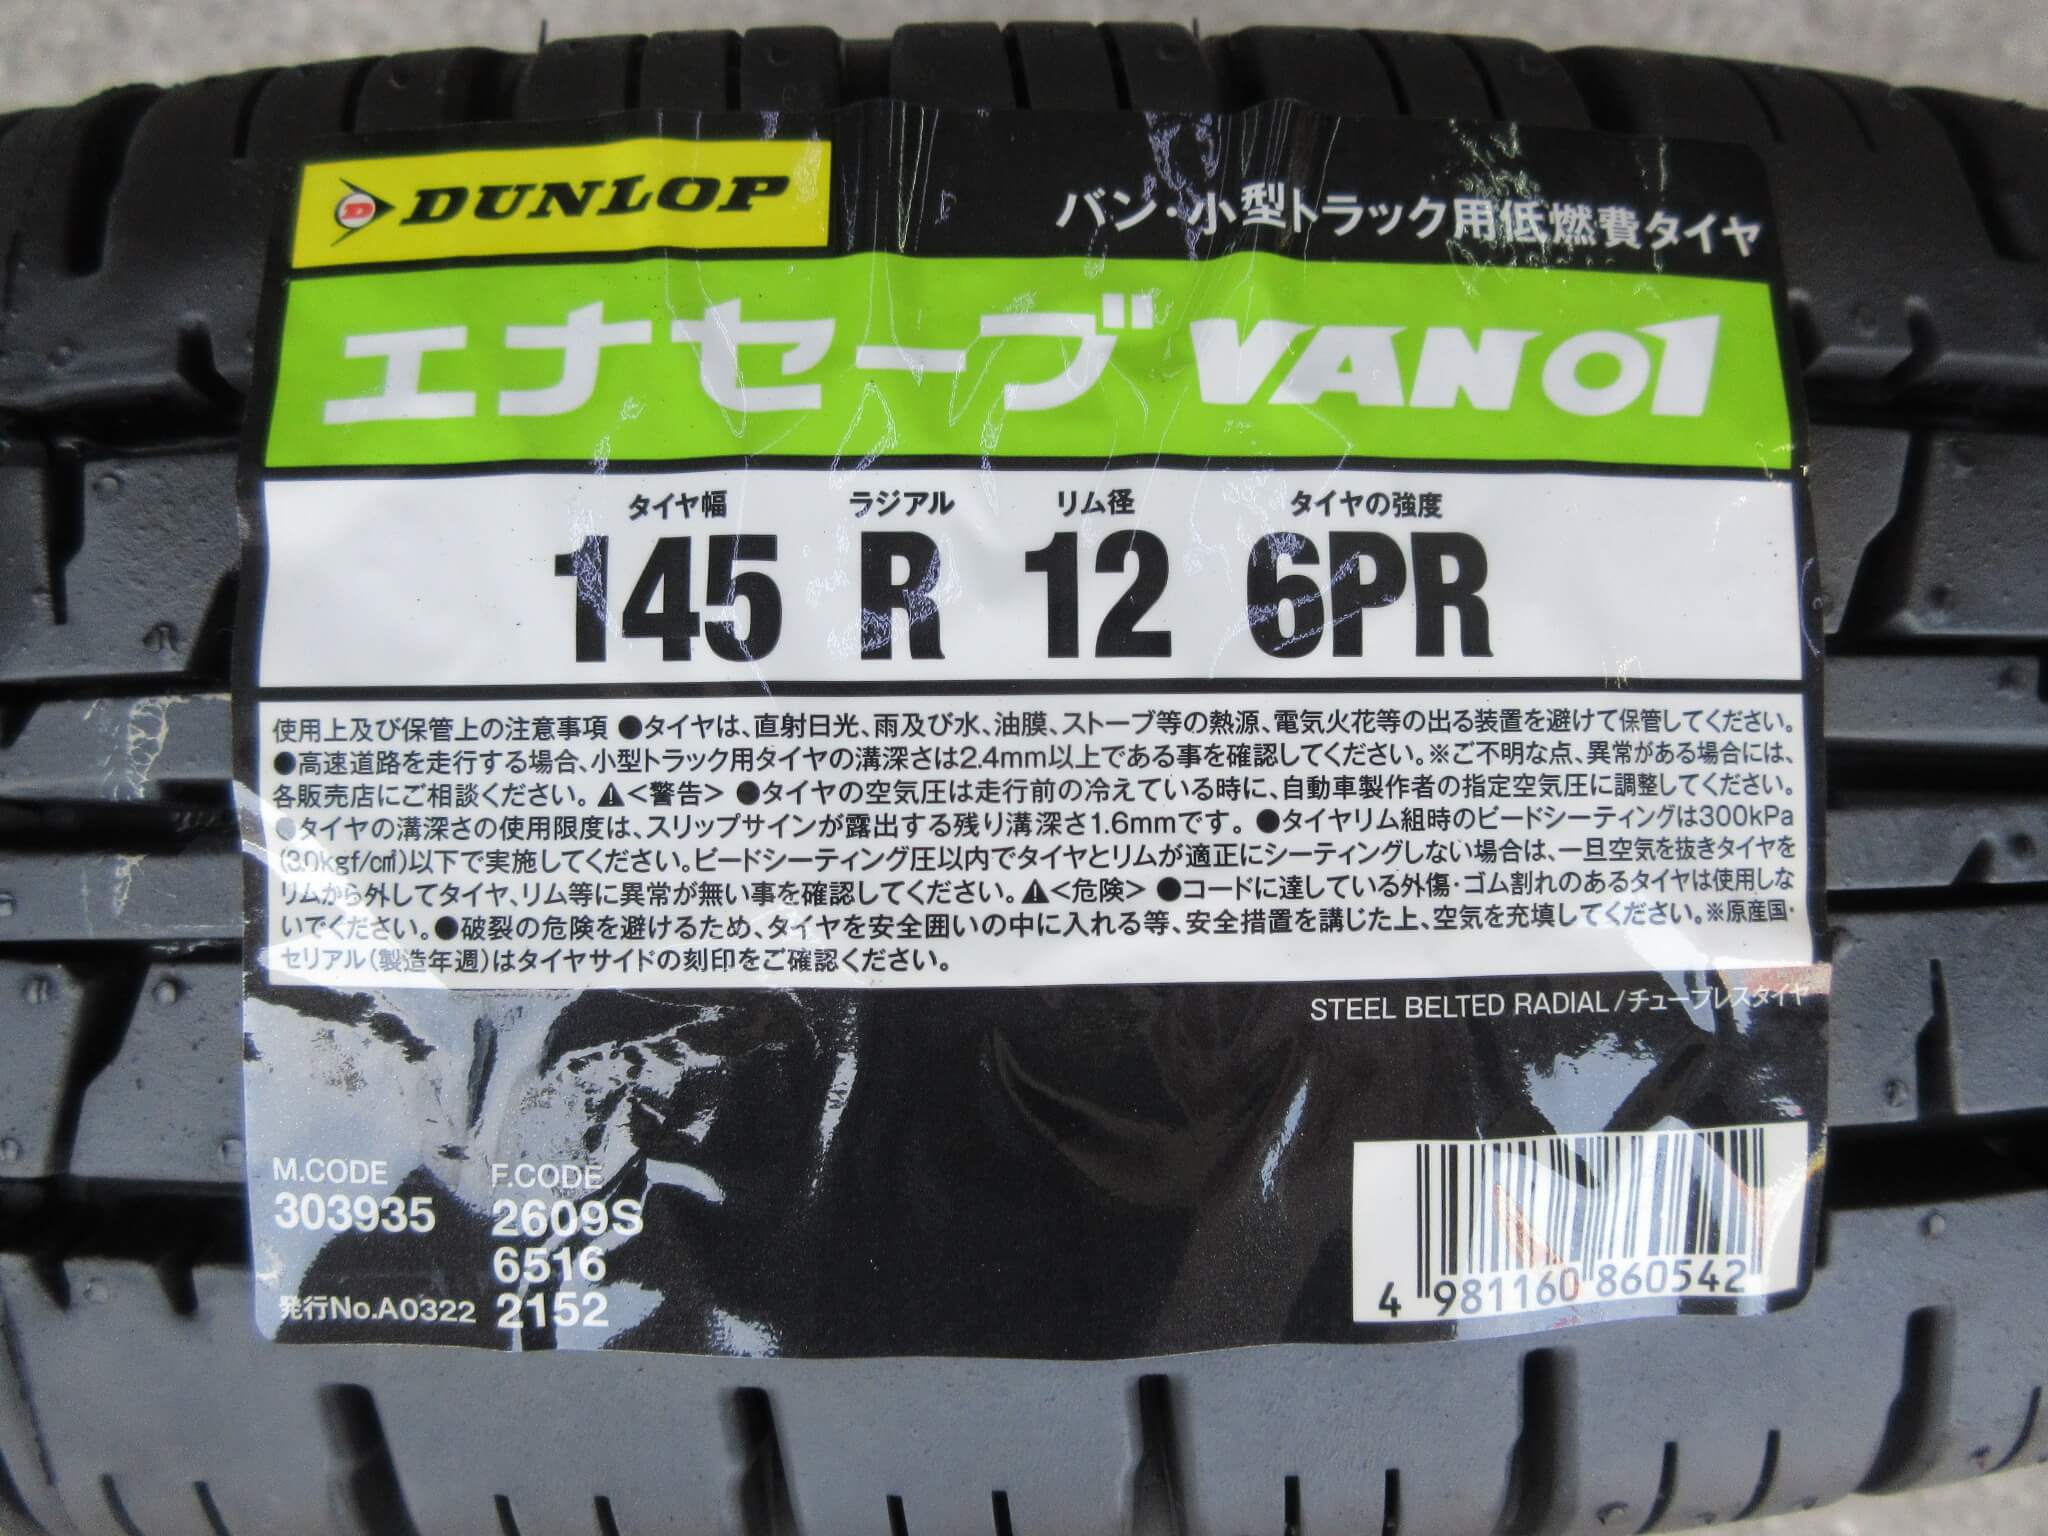 DUNLOP
バン・小型トラック用低燃費タイヤ
エナセーブ VAN01
タイヤ幅 ラジアル リム径 タイヤの強度
145 R 12 6PR
使用上及び保管上の注意事項 ●タイヤは、直射日光、雨及び水、油膜、ストーブ等の熱源、電気火花等の出る装置を避けて保管してください。
●高速道路を走行する場合、小型トラック用タイヤの溝深さは2.4mm以上である事を確認してください。※ご不明な点、異常がある場合には、
各販売店にご相談ください。⚠<警告> ●タイヤの空気圧は走行前の冷えている時に、自動車製作者の指定空気圧に調整してください。
●タイヤの溝深さの使用限度は、スリップサインが露出する残り溝深さ1.6mmです。●タイヤリム組時のビードシーティングは300kPa
(3.0kgf/c㎡)以下で実施してください。ビードシーティング圧以内でタイヤとリムが適正にシーティングしない場合は、一旦空気を抜きタイヤを
リムから外してタイヤ、リム等に異常が無い事を確認してください。⚠<危険> ●コードに達している外傷・ゴム割れのあるタイヤは使用しな
いでください。●破裂の危険を避けるため、タイヤを安全囲いの中に入れる等、安全措置を講じた上、空気を充填してください。※原産国・
セリアル(製造年週)はタイヤサイドの刻印をご確認ください。
STEEL BELTED RADIAL/チューブレスタイヤ
M.CODE F.CODE
303935 2609S
6516
発行No.A0322 2152
4 981160 860542